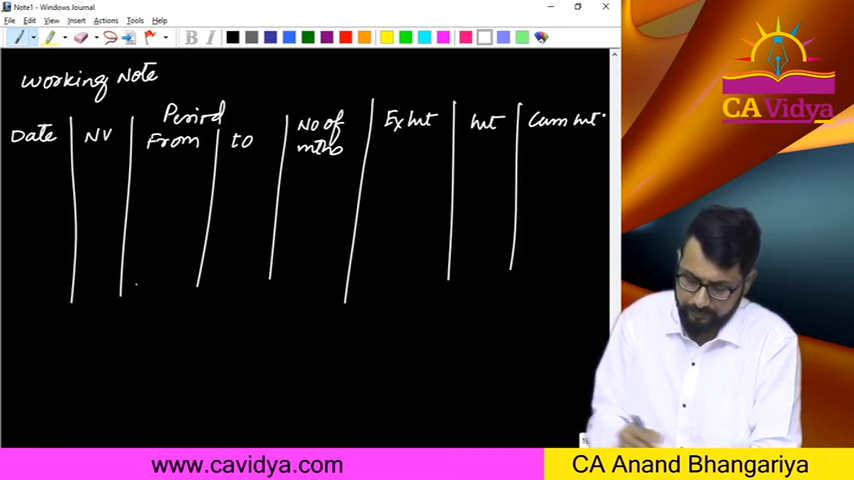 Note1 - Windows Journal
File Edit View Insert Actions Tools Help
B I
Working Note
Period
Date NV From to No of mths Ex Int Int Cum Int.
CA Vidya
www.cavidya.com
CA Anand Bhangariya